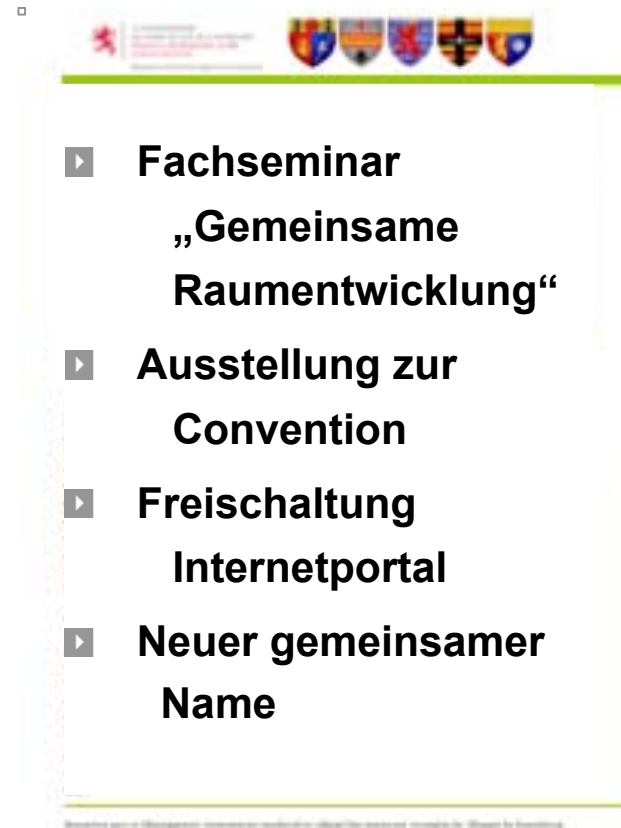 Fachseminar
„Gemeinsame
Raumentwicklung“
Ausstellung zur
Convention
Freischaltung
Internetportal
Neuer gemeinsamer
Name